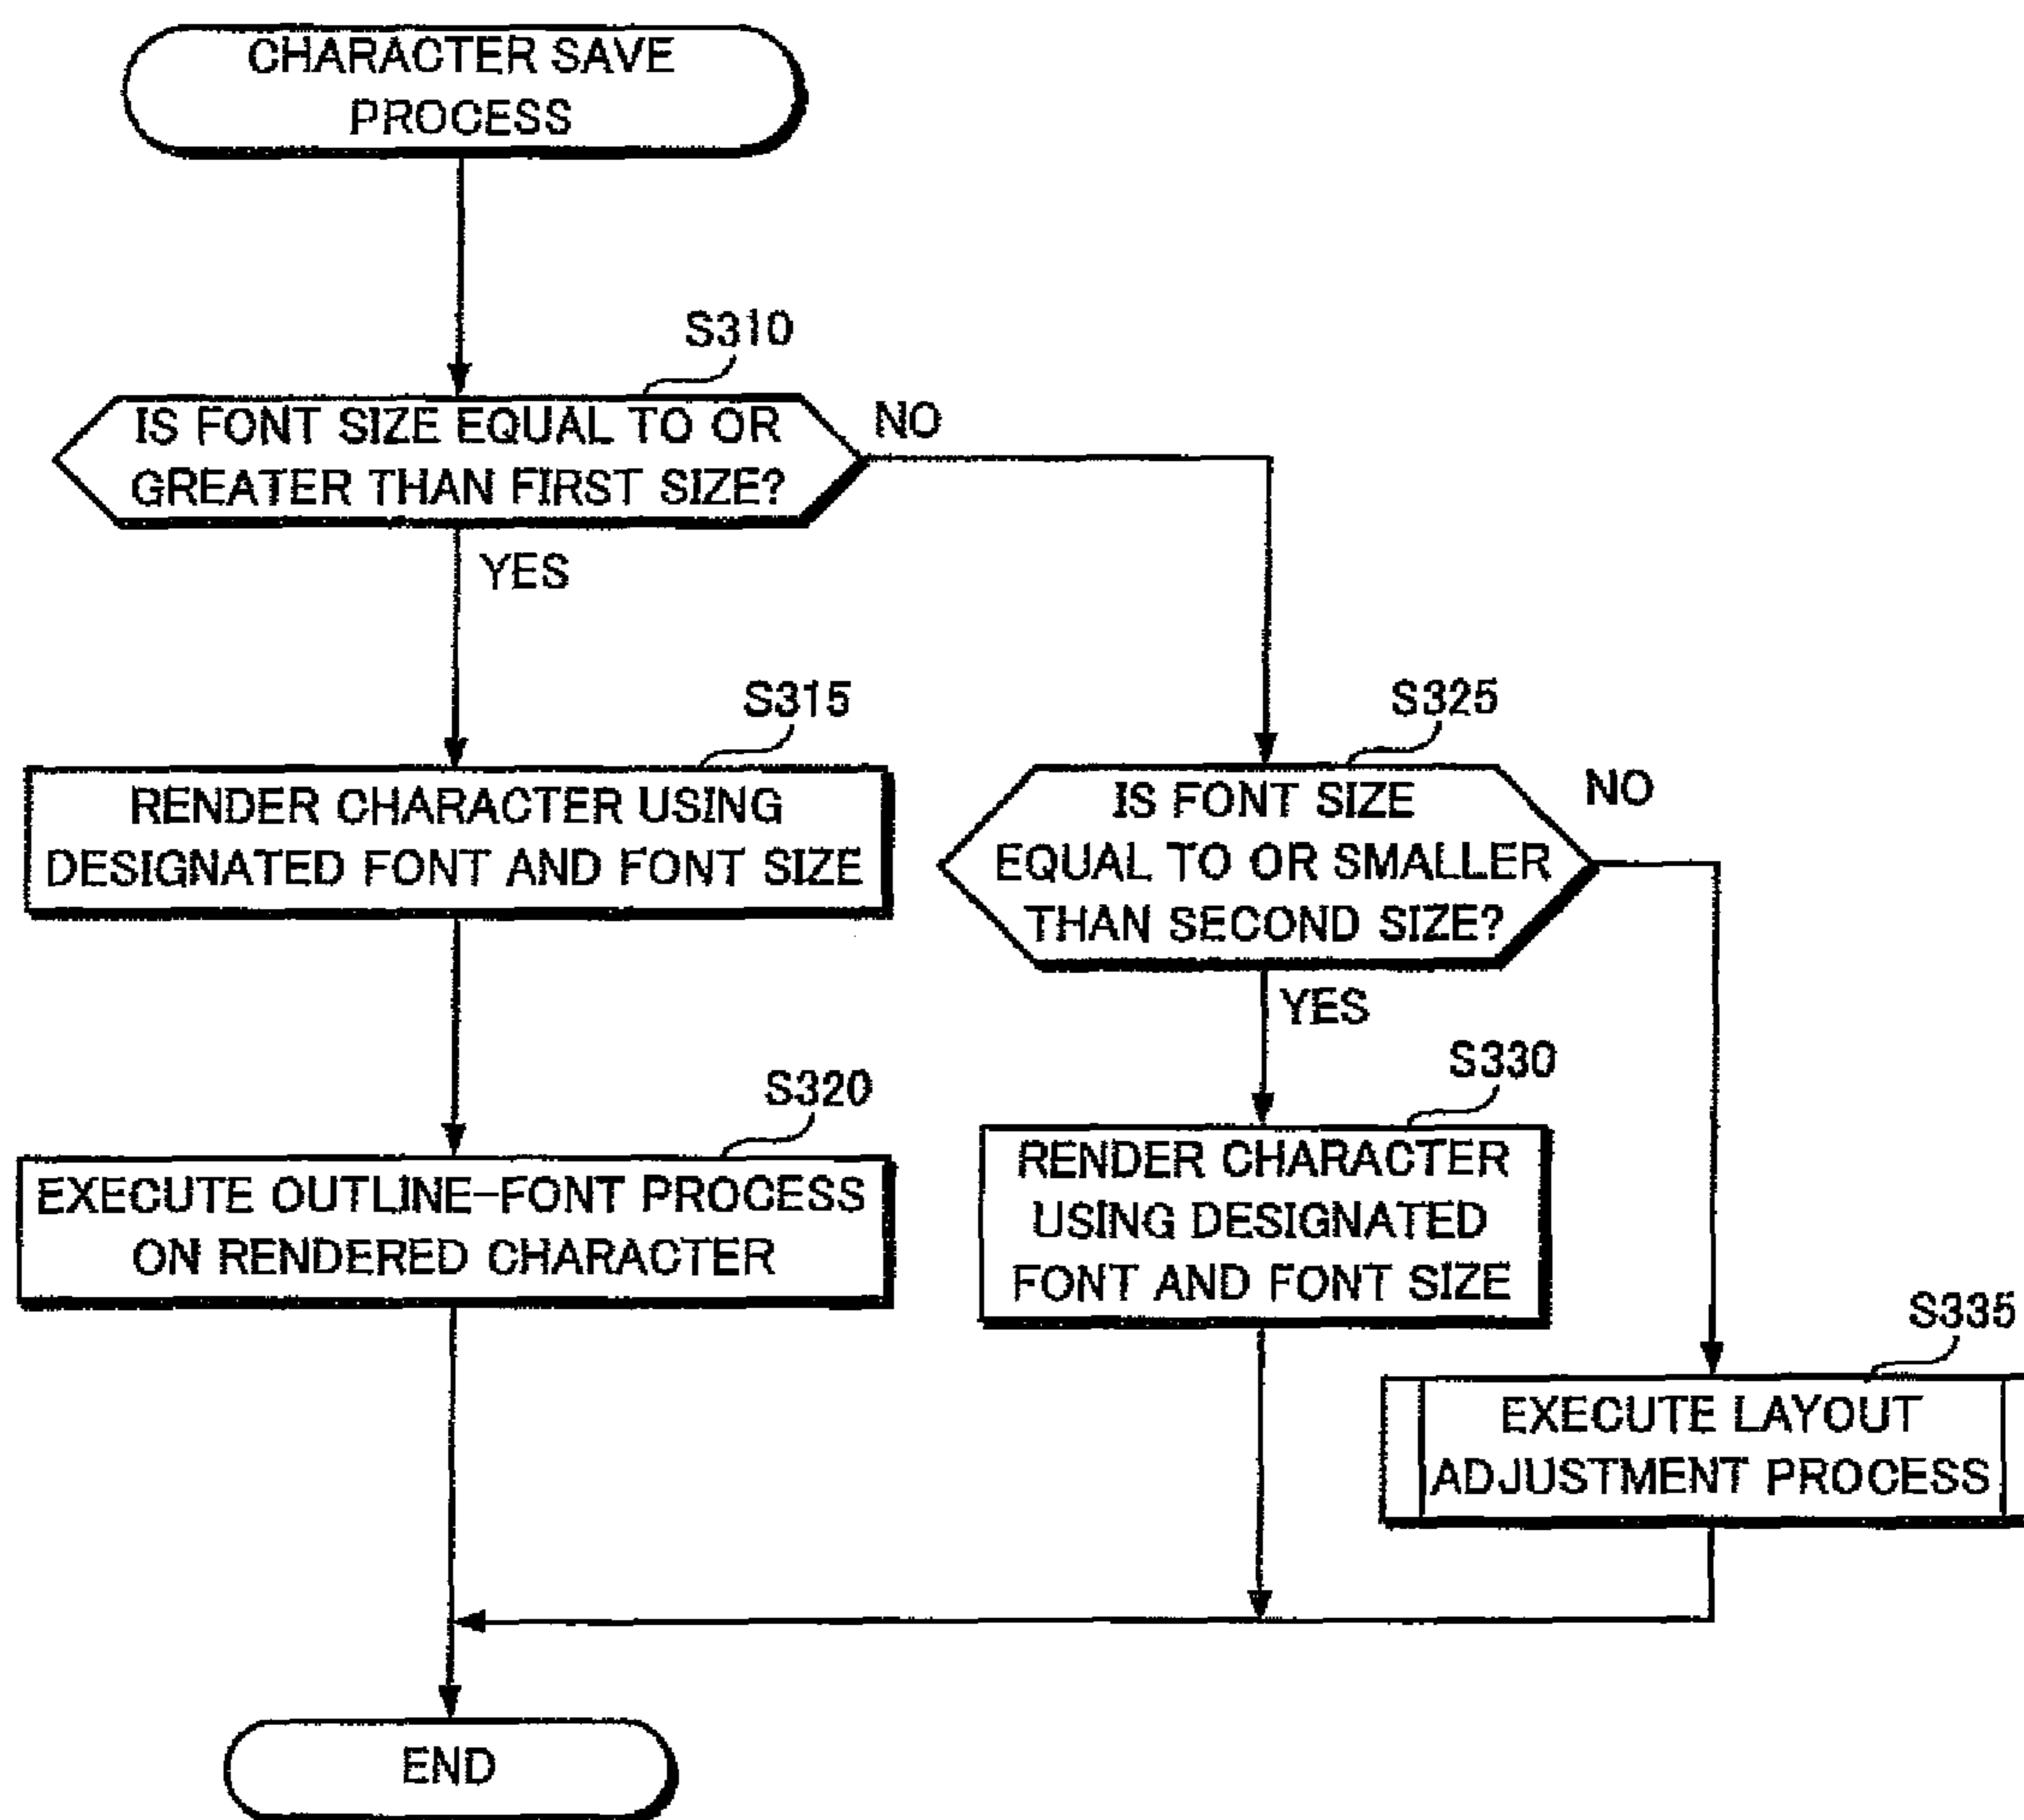 CHARACTER SAVE
PROCESS
S310
IS FONT SIZE EQUAL TO OR
GREATER THAN FIRST SIZE?
NO
YES
S315
RENDER CHARACTER USING
DESIGNATED FONT AND FONT SIZE
S325
IS FONT SIZE
EQUAL TO OR SMALLER
THAN SECOND SIZE?
NO
YES
S320
EXECUTE OUTLINE-FONT PROCESS
ON RENDERED CHARACTER
S330
RENDER CHARACTER
USING DESIGNATED
FONT AND FONT SIZE
S335
EXECUTE LAYOUT
ADJUSTMENT PROCESS
END